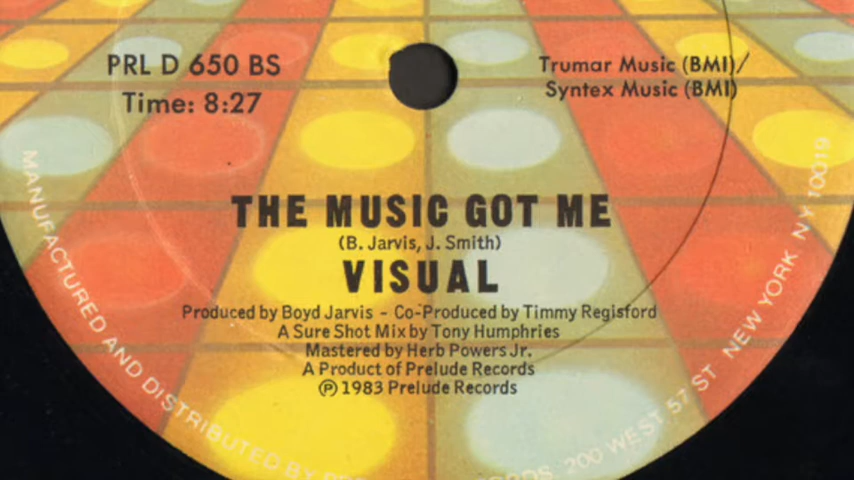 PRL D 650 BS
Time: 8:27
Trumar Music (BMI)/
Syntex Music (BMI)
THE MUSIC GOT ME
(B. Jarvis, J. Smith)
VISUAL
Produced by Boyd Jarvis - Co-Produced by Timmy Regisford
A Sure Shot Mix by Tony Humphries
Mastered by Herb Powers Jr.
A Product of Prelude Records
Ⓟ 1983 Prelude Records
MANUFACTURED AND DISTRIBUTED BY 200 WEST 57 ST NEW YORK NY 10019